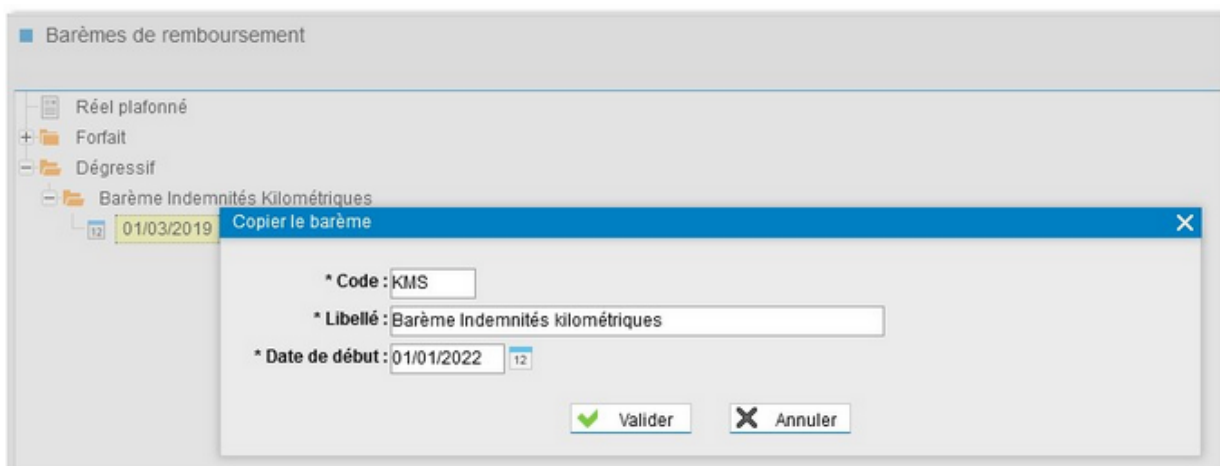 Barèmes de remboursement
Réel plafonné
Forfait
Dégressif
Barème Indemnités Kilométriques
12 01/03/2019
Copier le barème
* Code : KMS
* Libellé : Barème Indemnités kilométriques
* Date de début : 01/01/2022 12
Valider Annuler